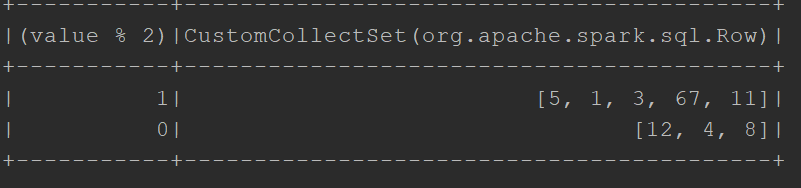 +-----------+-------------------------------------------+
|(value % 2)|CustomCollectSet(org.apache.spark.sql.Row)|
+-----------+-------------------------------------------+
|          1|                         [5, 1, 3, 67, 11]|
|          0|                                [12, 4, 8]|
+-----------+-------------------------------------------+